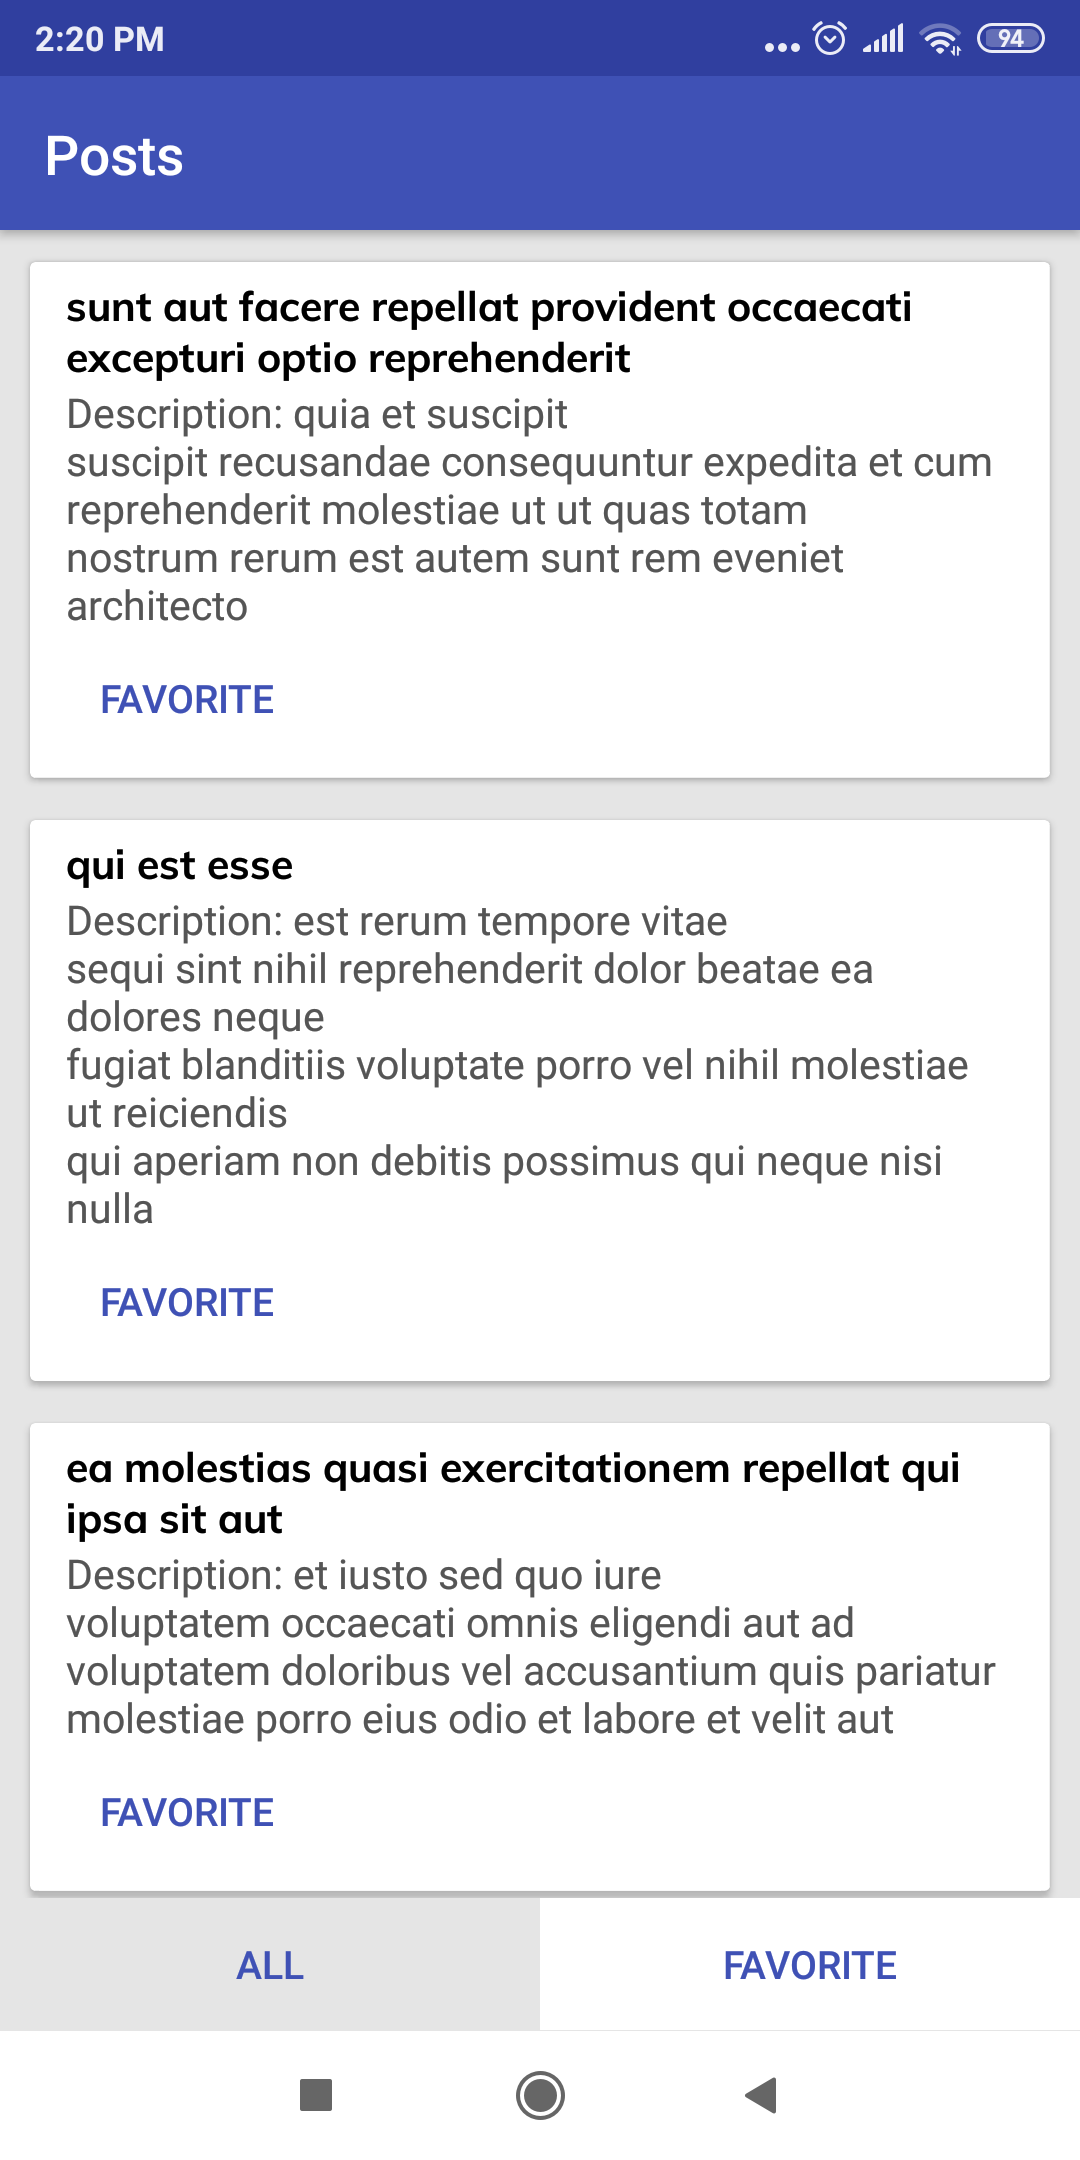 2:20 PM
94
Posts
sunt aut facere repellat provident occaecati
excepturi optio reprehenderit
Description: quia et suscipit
suscipit recusandae consequuntur expedita et cum
reprehenderit molestiae ut ut quas totam
nostrum rerum est autem sunt rem eveniet
architecto
FAVORITE
qui est esse
Description: est rerum tempore vitae
sequi sint nihil reprehenderit dolor beatae ea
dolores neque
fugiat blanditiis voluptate porro vel nihil molestiae
ut reiciendis
qui aperiam non debitis possimus qui neque nisi
nulla
FAVORITE
ea molestias quasi exercitationem repellat qui
ipsa sit aut
Description: et iusto sed quo iure
voluptatem occaecati omnis eligendi aut ad
voluptatem doloribus vel accusantium quis pariatur
molestiae porro eius odio et labore et velit aut
FAVORITE
ALL
FAVORITE